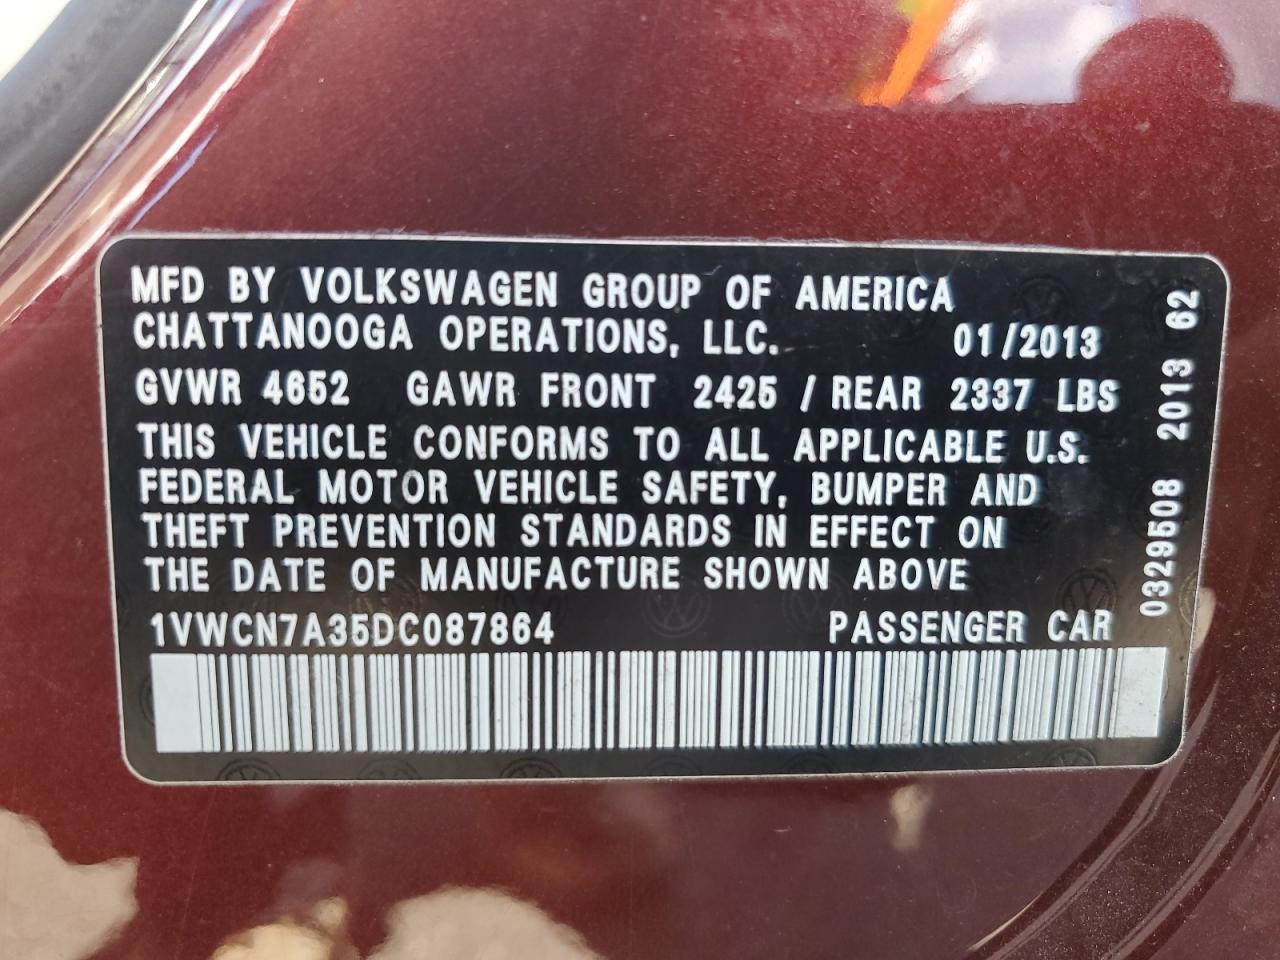 MFD BY VOLKSWAGEN GROUP OF AMERICA
CHATTANOOGA OPERATIONS, LLC. 01/2013
GVWR 4652 GAWR FRONT 2425 / REAR 2337 LBS
THIS VEHICLE CONFORMS TO ALL APPLICABLE U.S.
FEDERAL MOTOR VEHICLE SAFETY, BUMPER AND
THEFT PREVENTION STANDARDS IN EFFECT ON
THE DATE OF MANUFACTURE SHOWN ABOVE
1VWCN7A35DC087864 PASSENGER CAR
0329508 2013 62